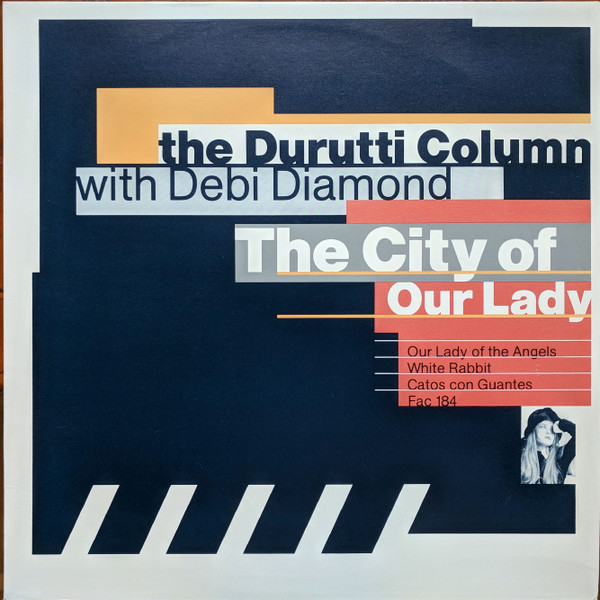 the Durutti Column
with Debi Diamond
The City of
Our Lady
Our Lady of the Angels
White Rabbit
Catos con Guantes
Fac 184